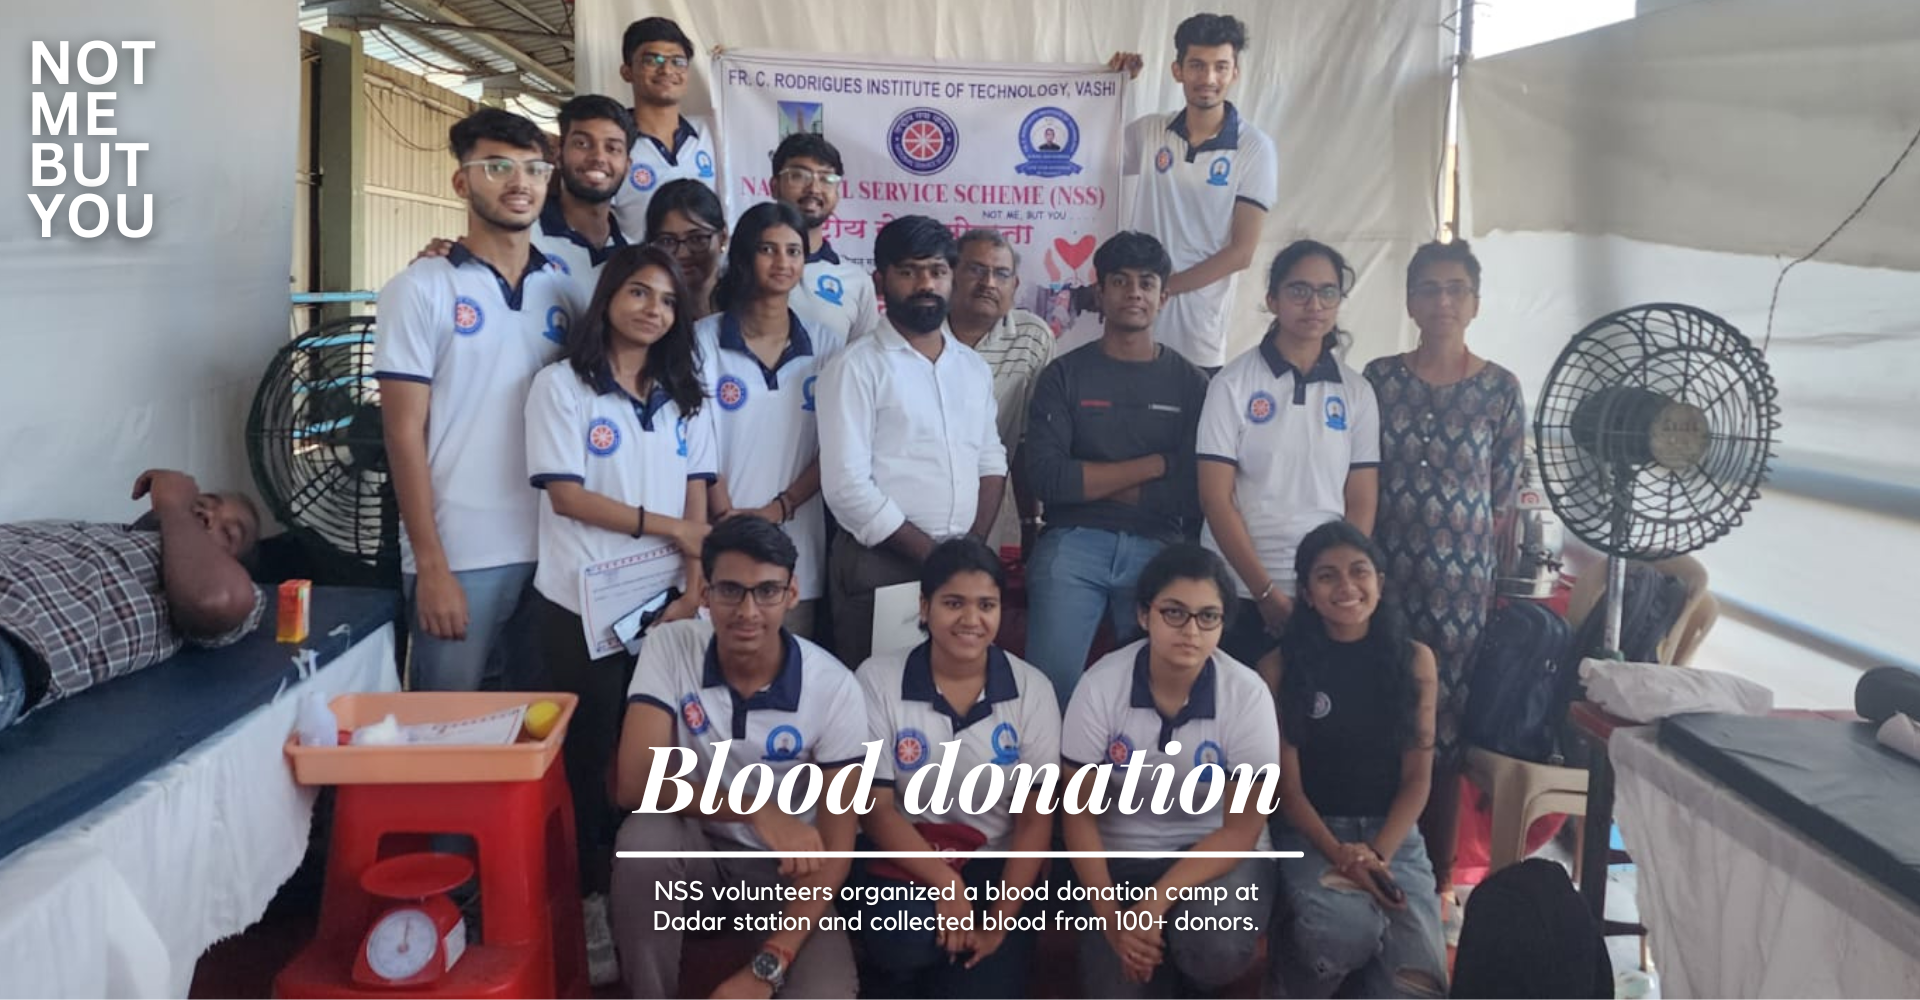 NOT
ME
BUT
YOU
FR. C. RODRIGUES INSTITUTE OF TECHNOLOGY, VASHI
SERVICE SCHEME (NSS)
NOT ME, BUT YOU . . . .
Blood donation
NSS volunteers organized a blood donation camp at
Dadar station and collected blood from 100+ donors.